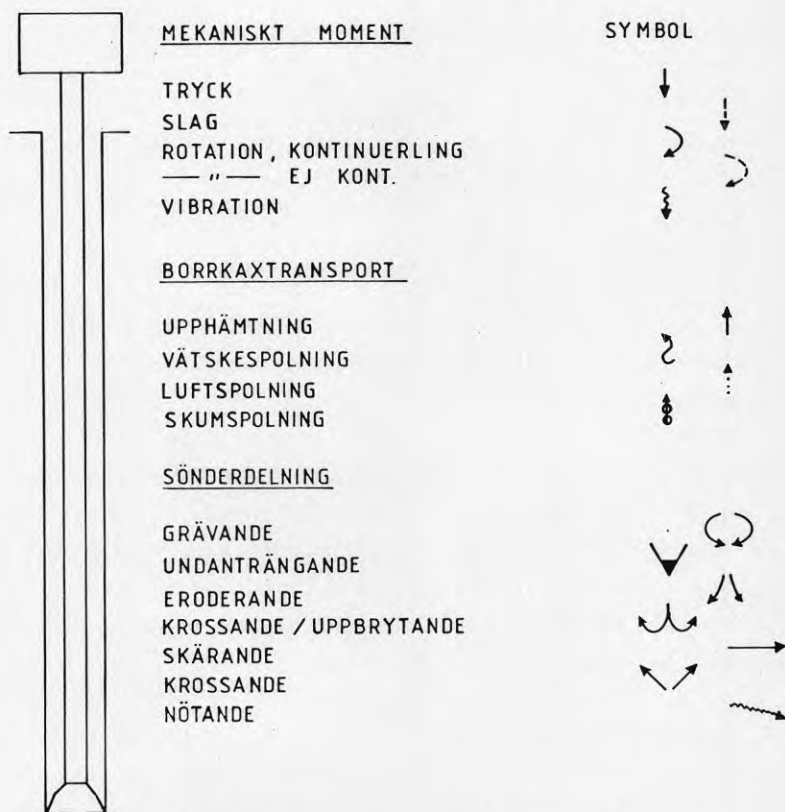 MEKANISKT MOMENT SYMBOL
TRYCK
SLAG
ROTATION, KONTINUERLING
— " — EJ KONT.
VIBRATION
BORRKAXTRANSPORT
UPPHÄMTNING
VÄTSKESPOLNING
LUFTSPOLNING
SKUMSPOLNING
SÖNDERDELNING
GRÄVANDE
UNDANTRÄNGANDE
ERODERANDE
KROSSANDE / UPPBRYTANDE
SKÄRANDE
KROSSANDE
NÖTANDE